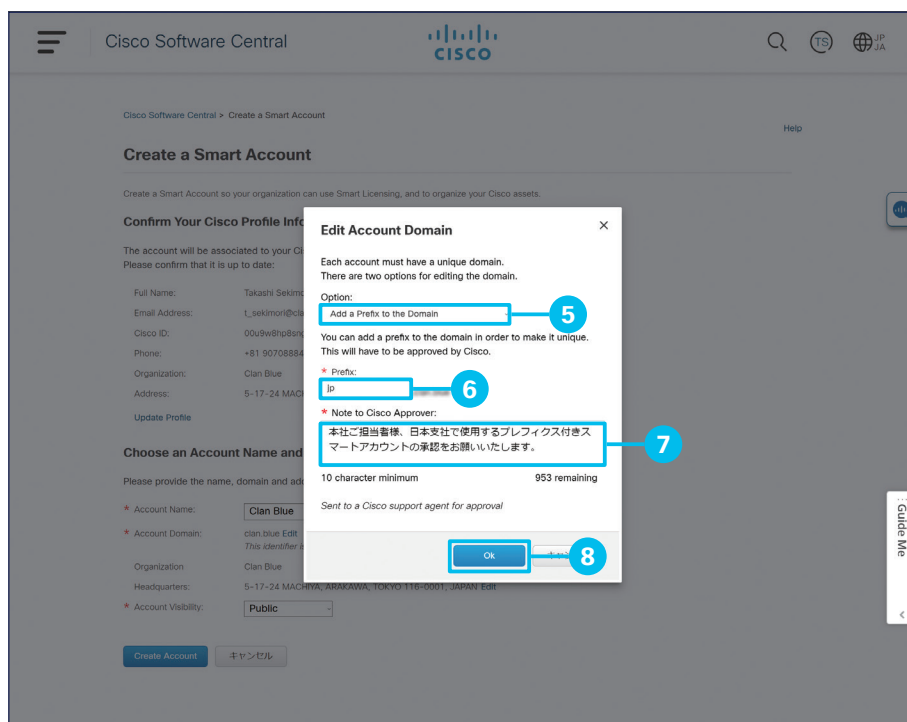 Cisco Software Central
CISCO
TS
JP
JA
Cisco Software Central > Create a Smart Account
Help
Create a Smart Account
Create a Smart Account so your organization can use Smart Licensing, and to organize your Cisco assets.
Confirm Your Cisco Profile Info
The account will be associated to your Ci
Please confirm that it is up to date:
Full Name: Takashi Sekimo
Email Address: t_sekimori@cla
Cisco ID: 00u9w8hp8sn
Phone: +81 90708884
Organization: Clan Blue
Address: 5-17-24 MACH
Update Profile
Choose an Account Name and
Please provide the name, domain and add
* Account Name: Clan Blue
* Account Domain: clan.blue Edit
This identifier is
Organization Clan Blue
Headquarters: 5-17-24 MACHIYA, ARAKAWA, TOKYO 116-0001, JAPAN Edit
* Account Visibility: Public
Create Account キャンセル
Edit Account Domain ×
Each account must have a unique domain.
There are two options for editing the domain.
Option:
Add a Prefix to the Domain
5
You can add a prefix to the domain in order to make it unique.
This will have to be approved by Cisco.
* Prefix:
jp
6
* Note to Cisco Approver:
本社ご担当者様、日本支社で使用するプレフィクス付きス
マートアカウントの承認をお願いいたします。
7
10 character minimum 953 remaining
Sent to a Cisco support agent for approval
Ok
8
Guide Me